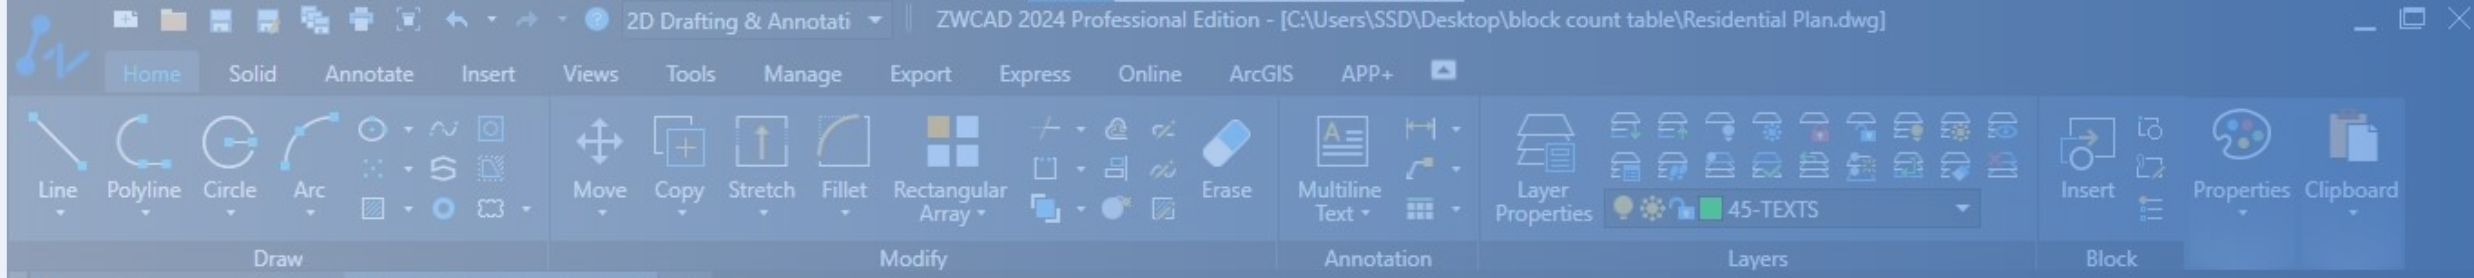 2D Drafting & Annotati
ZWCAD 2024 Professional Edition - [C:\Users\SSD\Desktop\block count table\Residential Plan.dwg]
Home Solid Annotate Insert Views Tools Manage Export Express Online ArcGIS APP+
Line Polyline Circle Arc Move Copy Stretch Fillet Rectangular Array Erase Multiline Text Layer Properties Insert Properties Clipboard
45-TEXTS
Draw Modify Annotation Layers Block